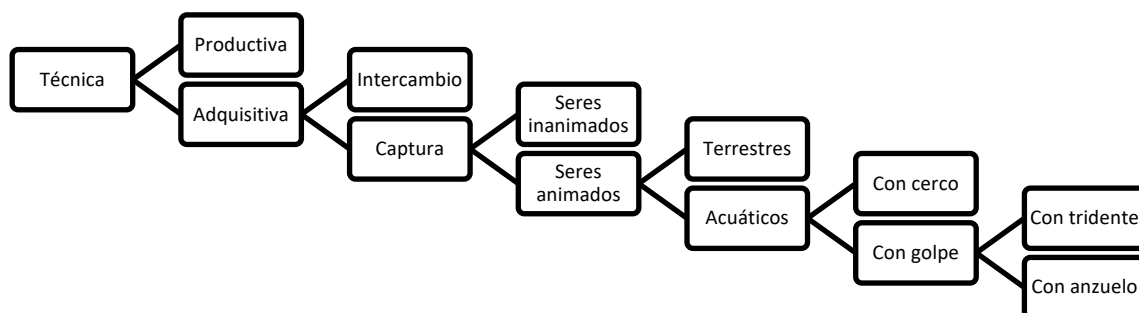 Técnica
Productiva
Adquisitiva
Intercambio
Captura
Seres
inanimados
Seres
animados
Terrestres
Acuáticos
Con cerco
Con golpe
Con tridente
Con anzuelo